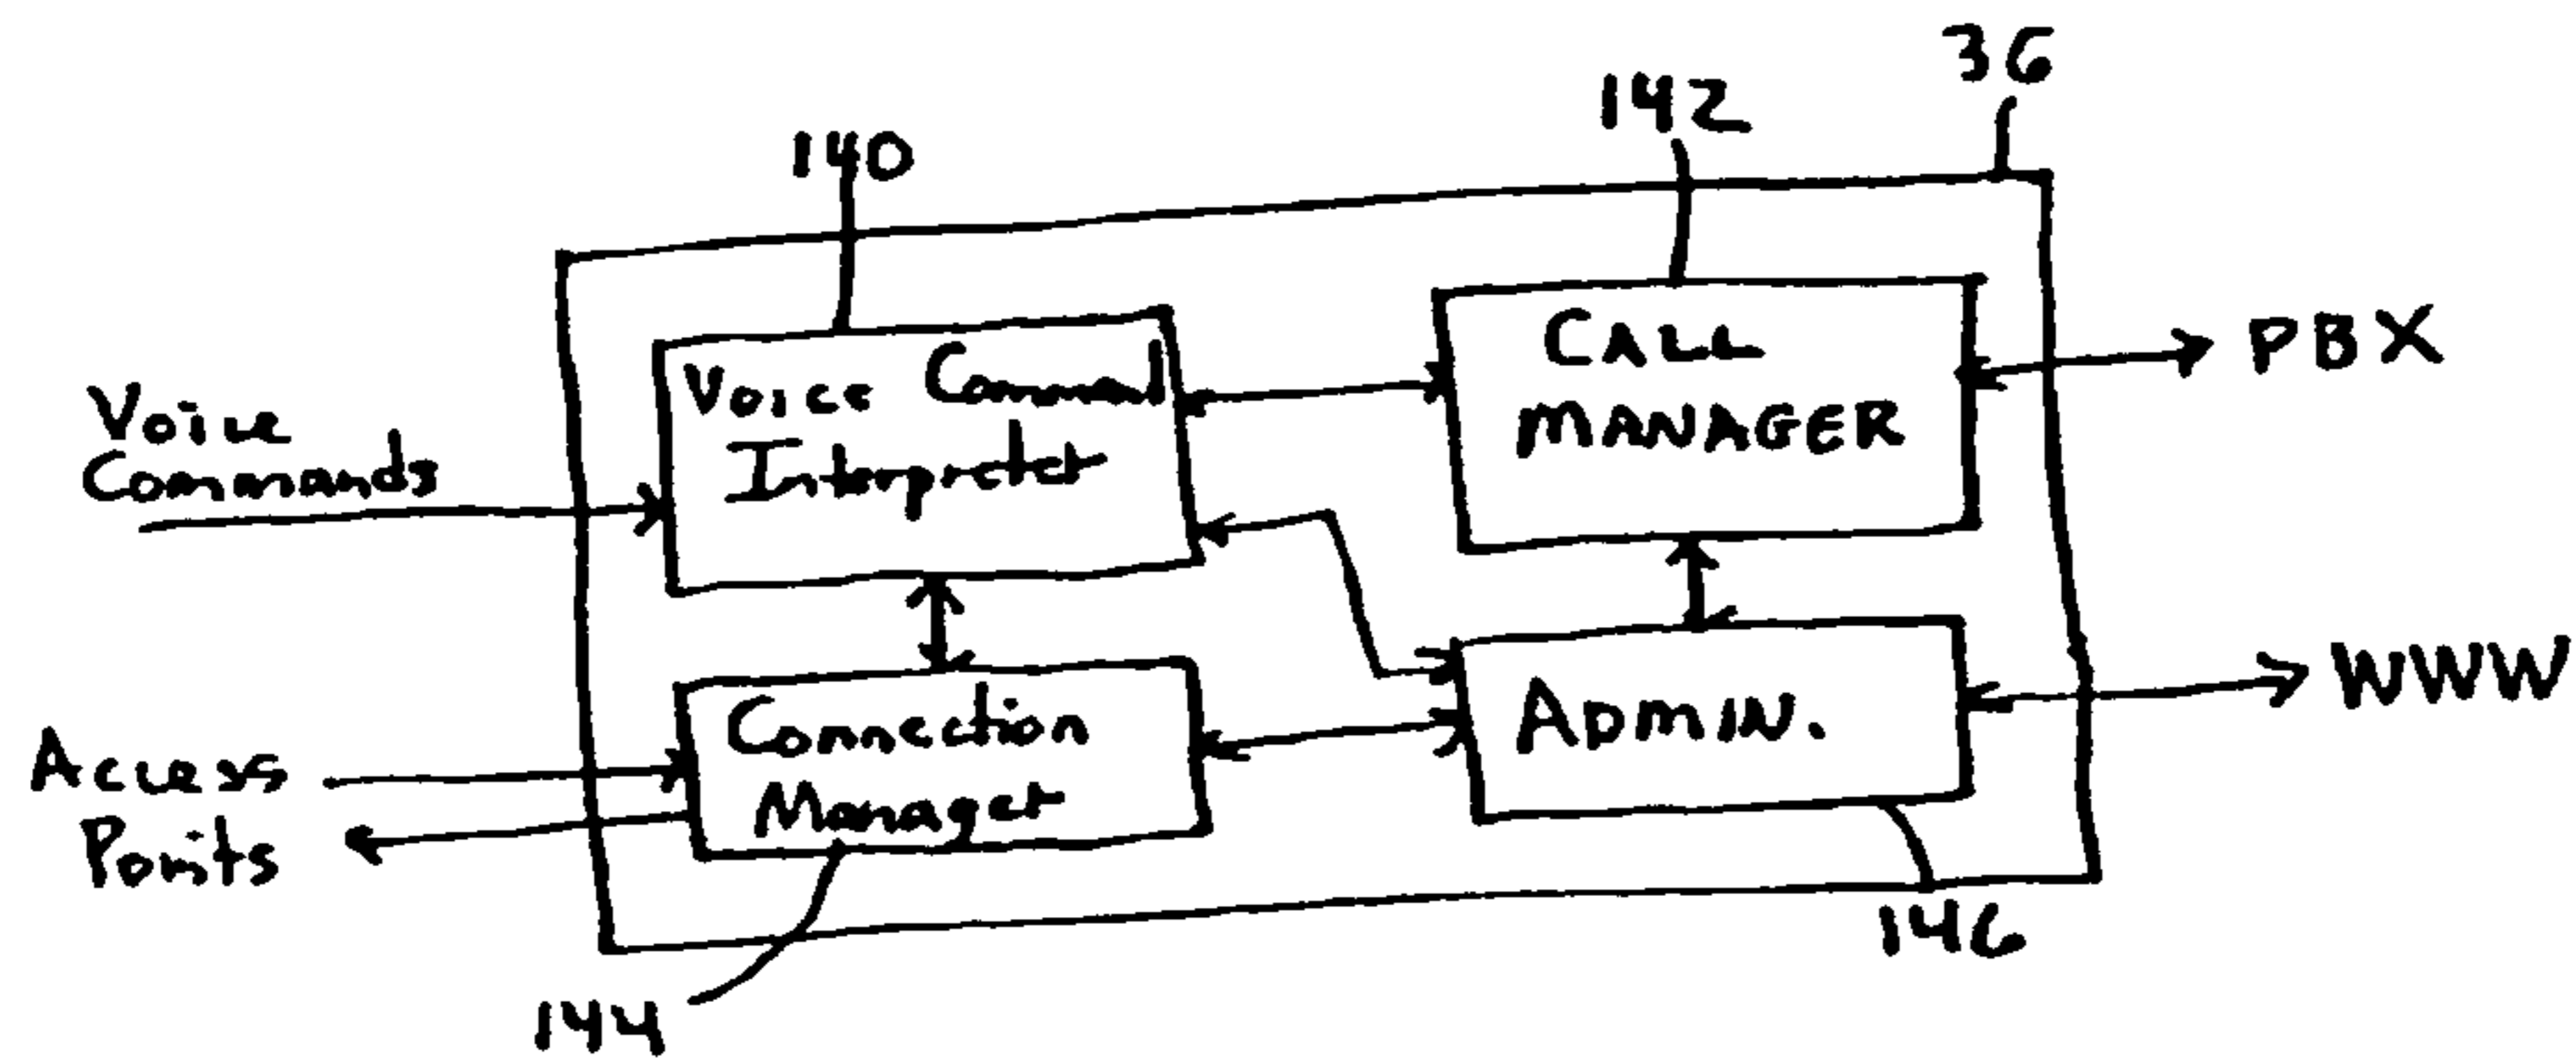 36
142
140
Voice Command
Interpreter
CALL
MANAGER
PBX
Voice
Commands
Connection
Manager
ADMIN.
WWW
Access
Points
146
144